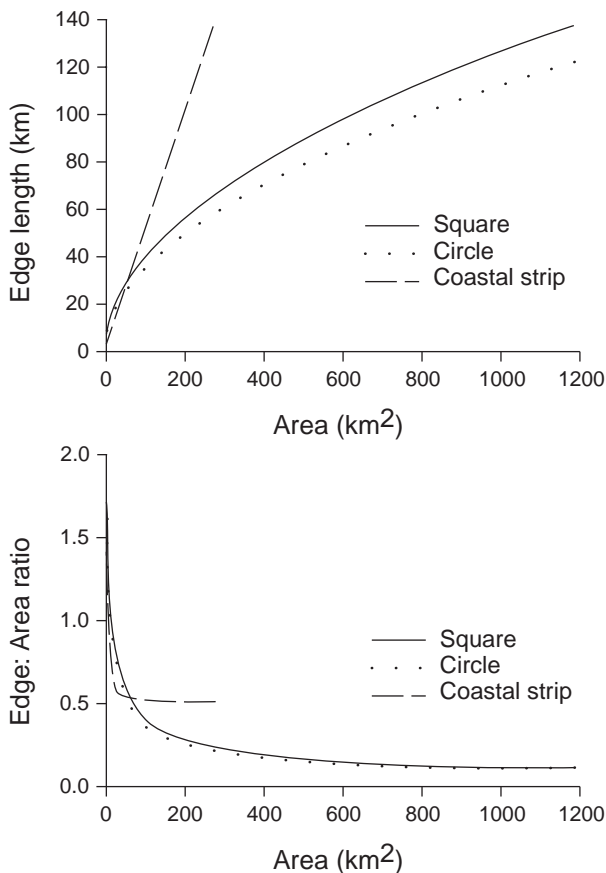 140
120
100
80
60
40
20
0
Edge length (km)
Square
Circle
Coastal strip
0 200 400 600 800 1000 1200
Area (km²)
2.0
1.5
1.0
0.5
0.0
Edge: Area ratio
Square
Circle
Coastal strip
0 200 400 600 800 1000 1200
Area (km²)